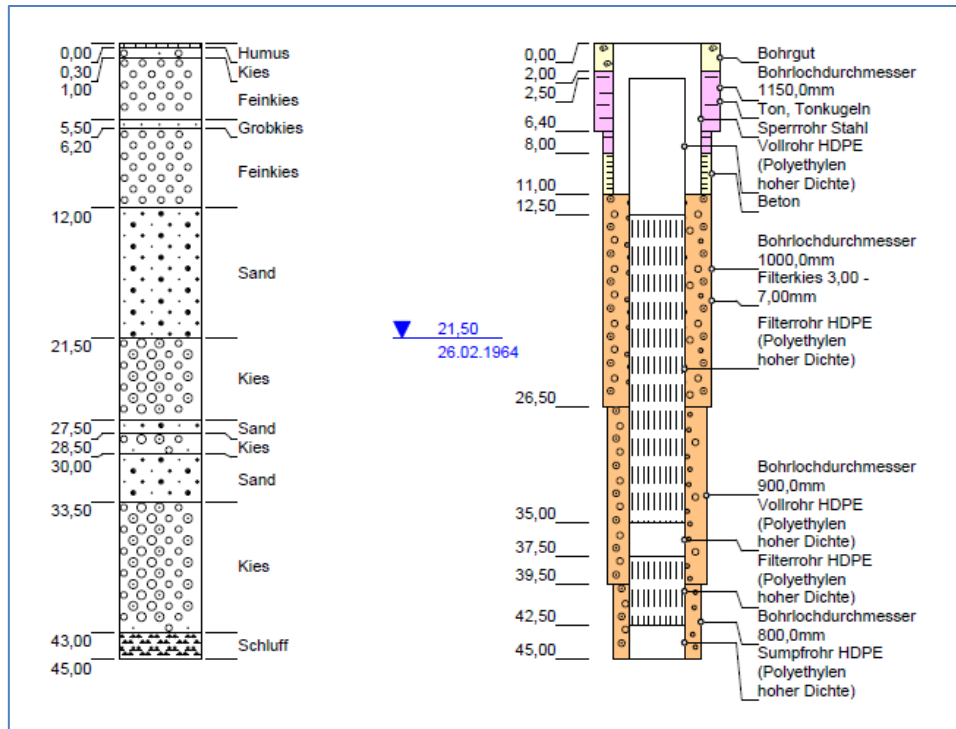 0,00
Humus
0,30
Kies
1,00
Feinkies
5,50
Grobkies
6,20
Feinkies
12,00
Sand
21,50
Kies
27,50
Sand
28,50
Kies
30,00
Sand
33,50
Kies
43,00
Schluff
45,00
21,50
26.02.1964
0,00
2,00
2,50
6,40
8,00
11,00
12,50
26,50
35,00
37,50
39,50
42,50
45,00
Bohrgut
Bohrlochdurchmesser
1150,0mm
Ton, Tonkugeln
Sperrrohr Stahl
Vollrohr HDPE
(Polyethylen
hoher Dichte)
Beton
Bohrlochdurchmesser
1000,0mm
Filterkies 3,00 -
7,00mm
Filterrohr HDPE
(Polyethylen
hoher Dichte)
Bohrlochdurchmesser
900,0mm
Vollrohr HDPE
(Polyethylen
hoher Dichte)
Filterrohr HDPE
(Polyethylen
hoher Dichte)
Bohrlochdurchmesser
800,0mm
Sumpfrohr HDPE
(Polyethylen
hoher Dichte)